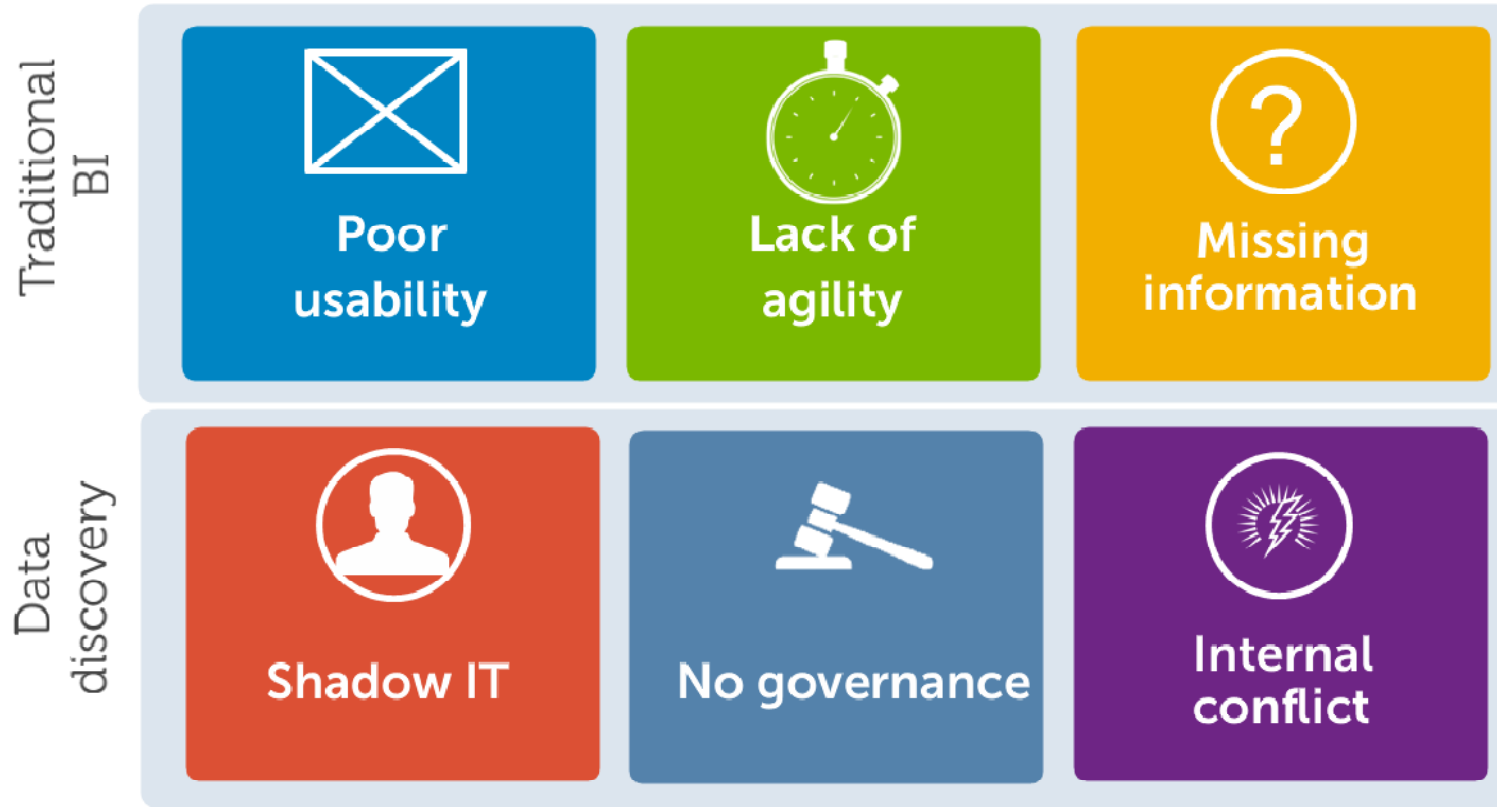 Traditional
BI
Poor
usability
Lack of
agility
?
Missing
information
Data
discovery
Shadow IT
No governance
Internal
conflict